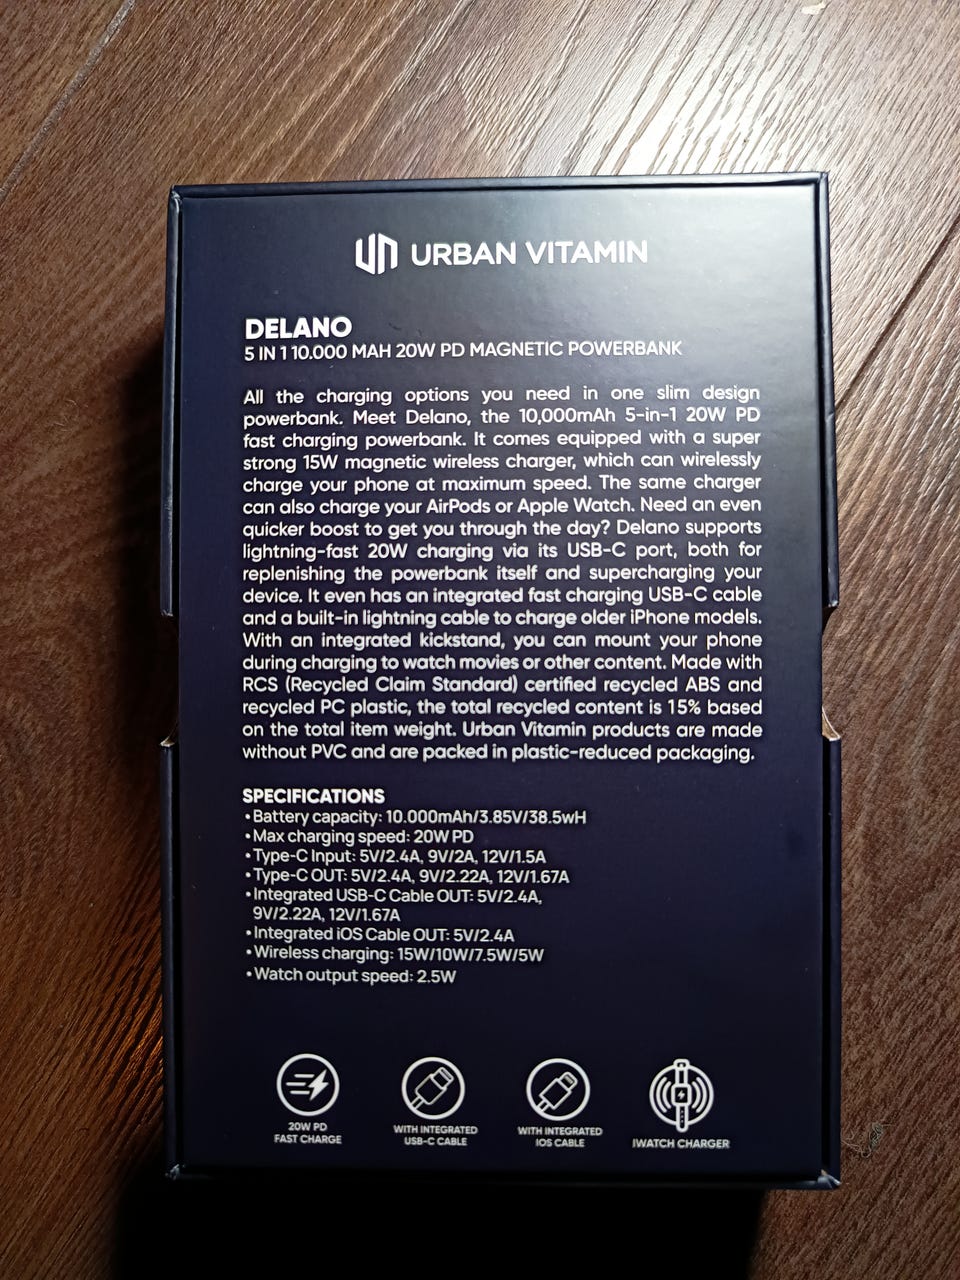 URBAN VITAMIN
DELANO
5 IN 1 10.000 MAH 20W PD MAGNETIC POWERBANK
All the charging options you need in one slim design
powerbank. Meet Delano, the 10,000mAh 5-in-1 20W PD
fast charging powerbank. It comes equipped with a super
strong 15W magnetic wireless charger, which can wirelessly
charge your phone at maximum speed. The same charger
can also charge your AirPods or Apple Watch. Need an even
quicker boost to get you through the day? Delano supports
lightning-fast 20W charging via its USB-C port, both for
replenishing the powerbank itself and supercharging your
device. It even has an integrated fast charging USB-C cable
and a built-in lightning cable to charge older iPhone models.
With an integrated kickstand, you can mount your phone
during charging to watch movies or other content. Made with
RCS (Recycled Claim Standard) certified recycled ABS and
recycled PC plastic, the total recycled content is 15% based
on the total item weight. Urban Vitamin products are made
without PVC and are packed in plastic-reduced packaging.
SPECIFICATIONS
• Battery capacity: 10.000mAh/3.85V/38.5wH
• Max charging speed: 20W PD
• Type-C Input: 5V/2.4A, 9V/2A, 12V/1.5A
• Type-C OUT: 5V/2.4A, 9V/2.22A, 12V/1.67A
• Integrated USB-C Cable OUT: 5V/2.4A,
9V/2.22A, 12V/1.67A
• Integrated iOS Cable OUT: 5V/2.4A
• Wireless charging: 15W/10W/7.5W/5W
• Watch output speed: 2.5W
20W PD
FAST CHARGE
WITH INTEGRATED
USB-C CABLE
WITH INTEGRATED
IOS CABLE
IWATCH CHARGER